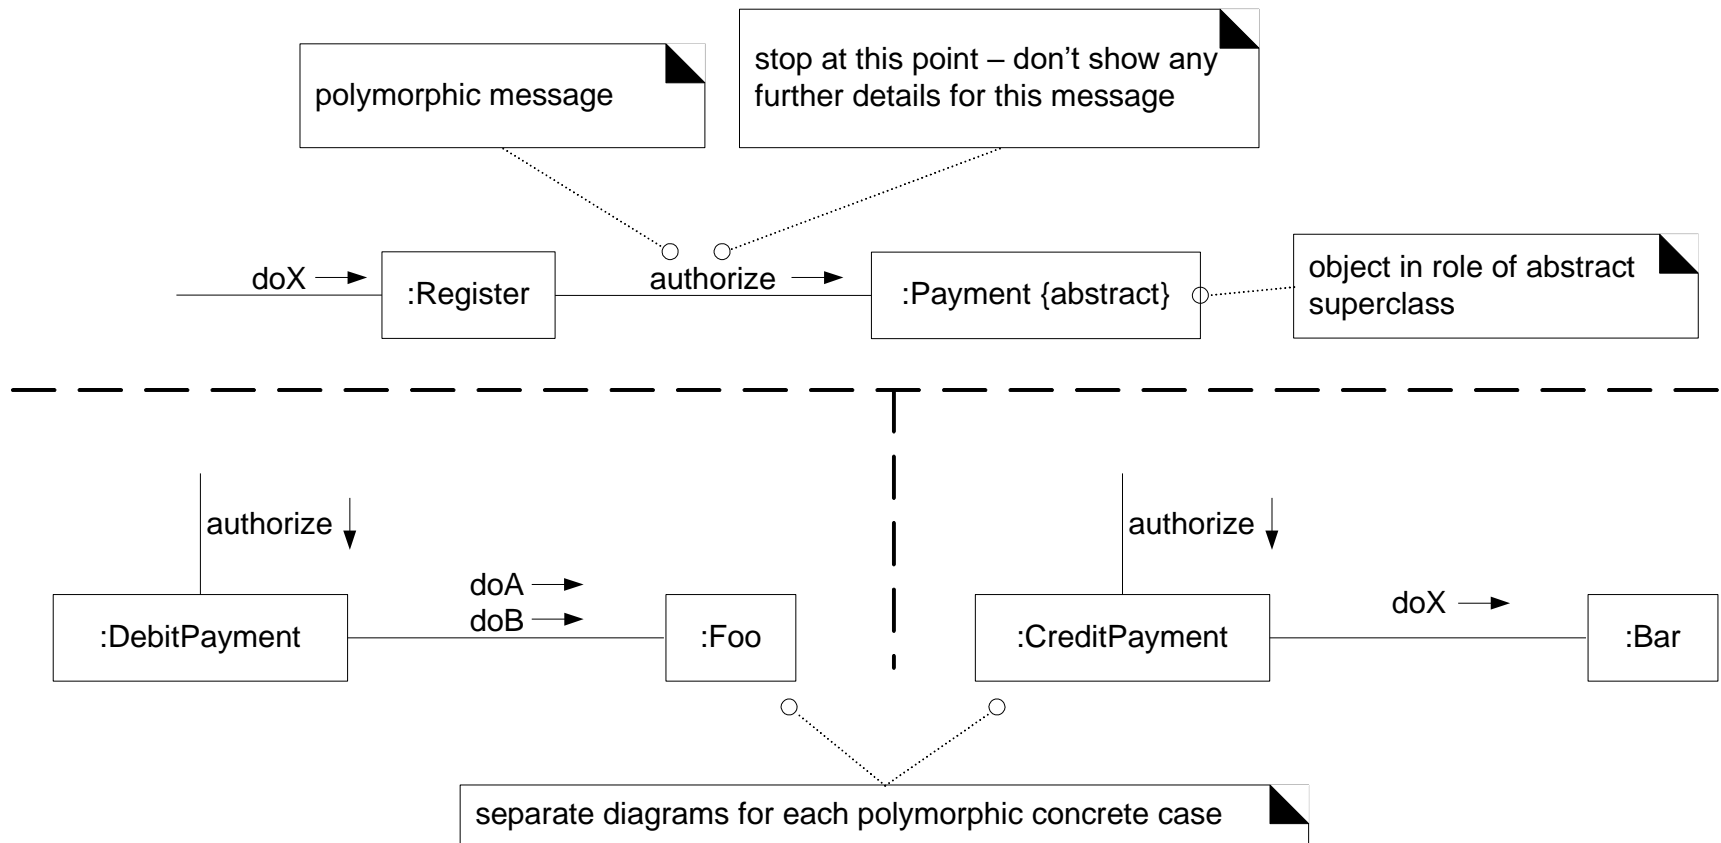 polymorphic message
stop at this point – don't show any
further details for this message
doX
:Register
authorize
:Payment {abstract}
object in role of abstract
superclass
authorize
:DebitPayment
doA
doB
:Foo
authorize
:CreditPayment
doX
:Bar
separate diagrams for each polymorphic concrete case